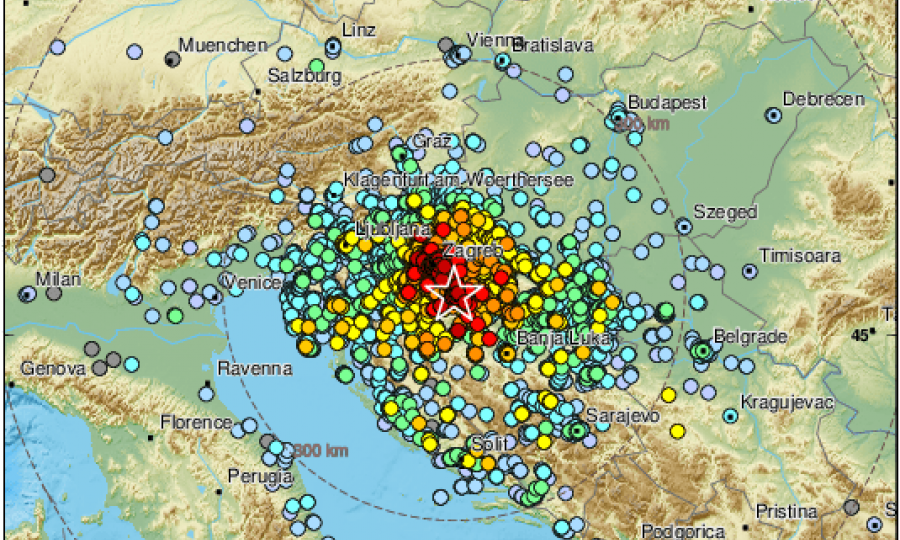 Linz
Muenchen
Vienna
Bratislava
Salzburg
Budapest
Debrecen
km
Graz
Klagenfurt am Woerthersee
Szeged
Ljubljana
Zagreb
Timisoara
Milan
Venice
45°
Banja Luka
Belgrade
Genova
Ravenna
Kragujevac
Florence
Sarajevo
Split
300 km
Perugia
Pristina
Podgorica